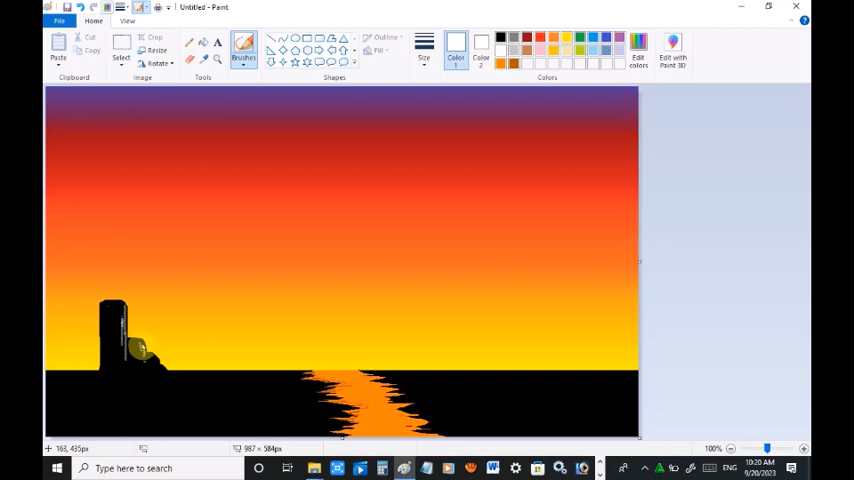 Untitled - Paint
File Home View
Paste
Cut
Copy
Clipboard
Select
Crop
Resize
Rotate
Image
A
Tools
Brushes
Outline
Fill
Shapes
Size
Color 1
Color 2
Edit colors
Colors
Edit with Paint 3D
163, 435px
987 × 584px
100%
Type here to search
ENG
10:20 AM
9/20/2023